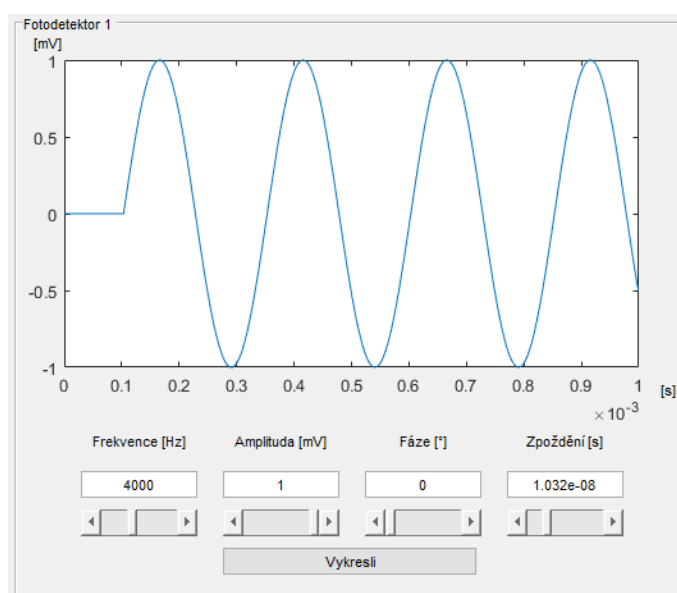 Fotodetektor 1
[mV]
1
0.5
0
-0.5
-1
0 0.1 0.2 0.3 0.4 0.5 0.6 0.7 0.8 0.9 1 [s]
×10-3
Frekvence [Hz] Amplituda [mV] Fáze [°] Zpoždění [s]
4000 1 0 1.032e-08
Vykresli